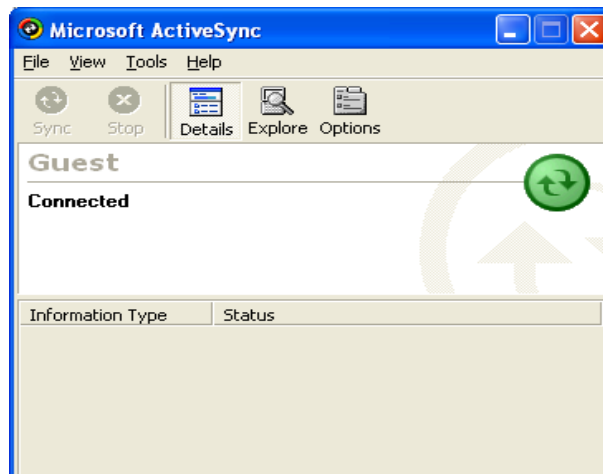 Microsoft ActiveSync
File View Tools Help
Sync Stop Details Explore Options
Guest
Connected
Information Type Status